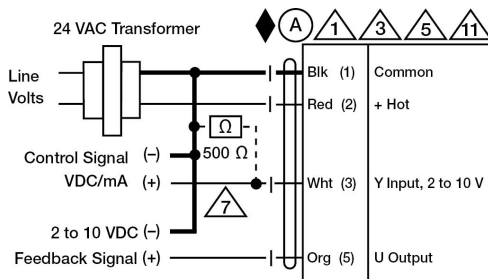 24 VAC Transformer
A 1 3 5 11
Line Volts
Blk (1) Common
Red (2) + Hot
Ω
500 Ω
Control Signal (–)
VDC/mA (+)
7
Wht (3) Y Input, 2 to 10 V
2 to 10 VDC (–)
Feedback Signal (+)
Org (5) U Output